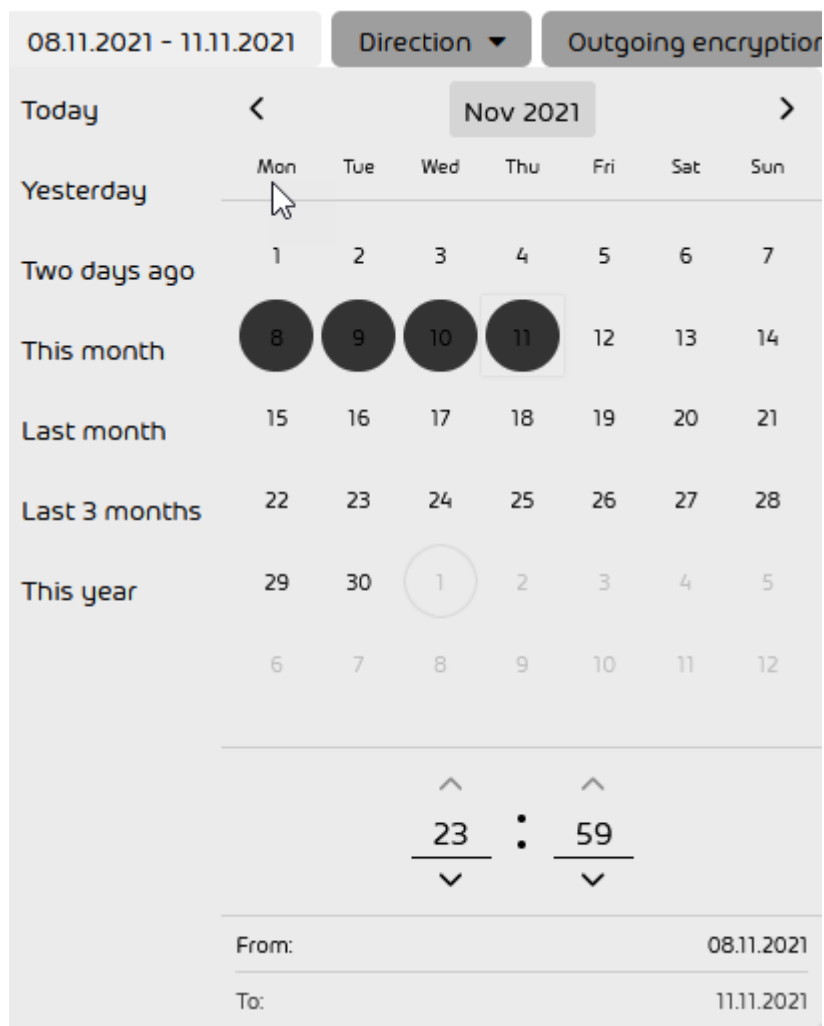 08.11.2021 - 11.11.2021 Direction Outgoing encryption
Today
Yesterday
Two days ago
This month
Last month
Last 3 months
This year
Nov 2021
Mon Tue Wed Thu Fri Sat Sun
1 2 3 4 5 6 7
8 9 10 11 12 13 14
15 16 17 18 19 20 21
22 23 24 25 26 27 28
29 30 1 2 3 4 5
6 7 8 9 10 11 12
23 : 59
From: 08.11.2021
To: 11.11.2021